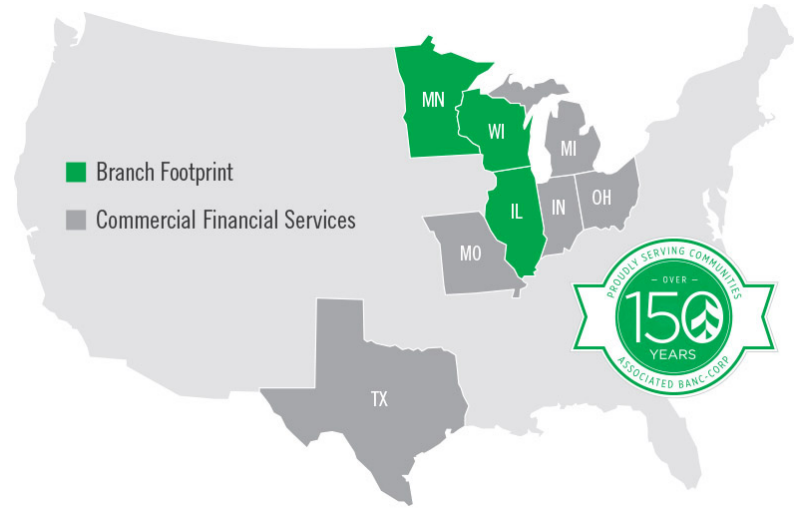 MN
WI
MI
Branch Footprint
IL
IN
OH
Commercial Financial Services
MO
PROUDLY SERVING COMMUNITIES
– OVER –
150
YEARS
ASSOCIATED BANC-CORP
TX